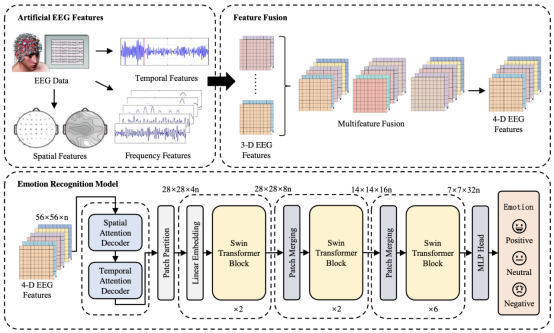 Artificial EEG Features
EEG Data
Temporal Features
Spatial Features
Frequency Features
Feature Fusion
3-D EEG
Features
Multifeature Fusion
4-D EEG
Features
Emotion Recognition Model
56×56×n
4-D EEG
Features
Spatial
Attention
Decoder
Temporal
Attention
Decoder
28×28×4n
Patch Partition
Linear Embedding
Swin
Transformer
Block
×2
28×28×8n
Patch Merging
Swin
Transformer
Block
×2
14×14×16n
Patch Merging
Swin
Transformer
Block
×6
7×7×32n
MLP Head
Emotion
Positive
Neutral
Negative